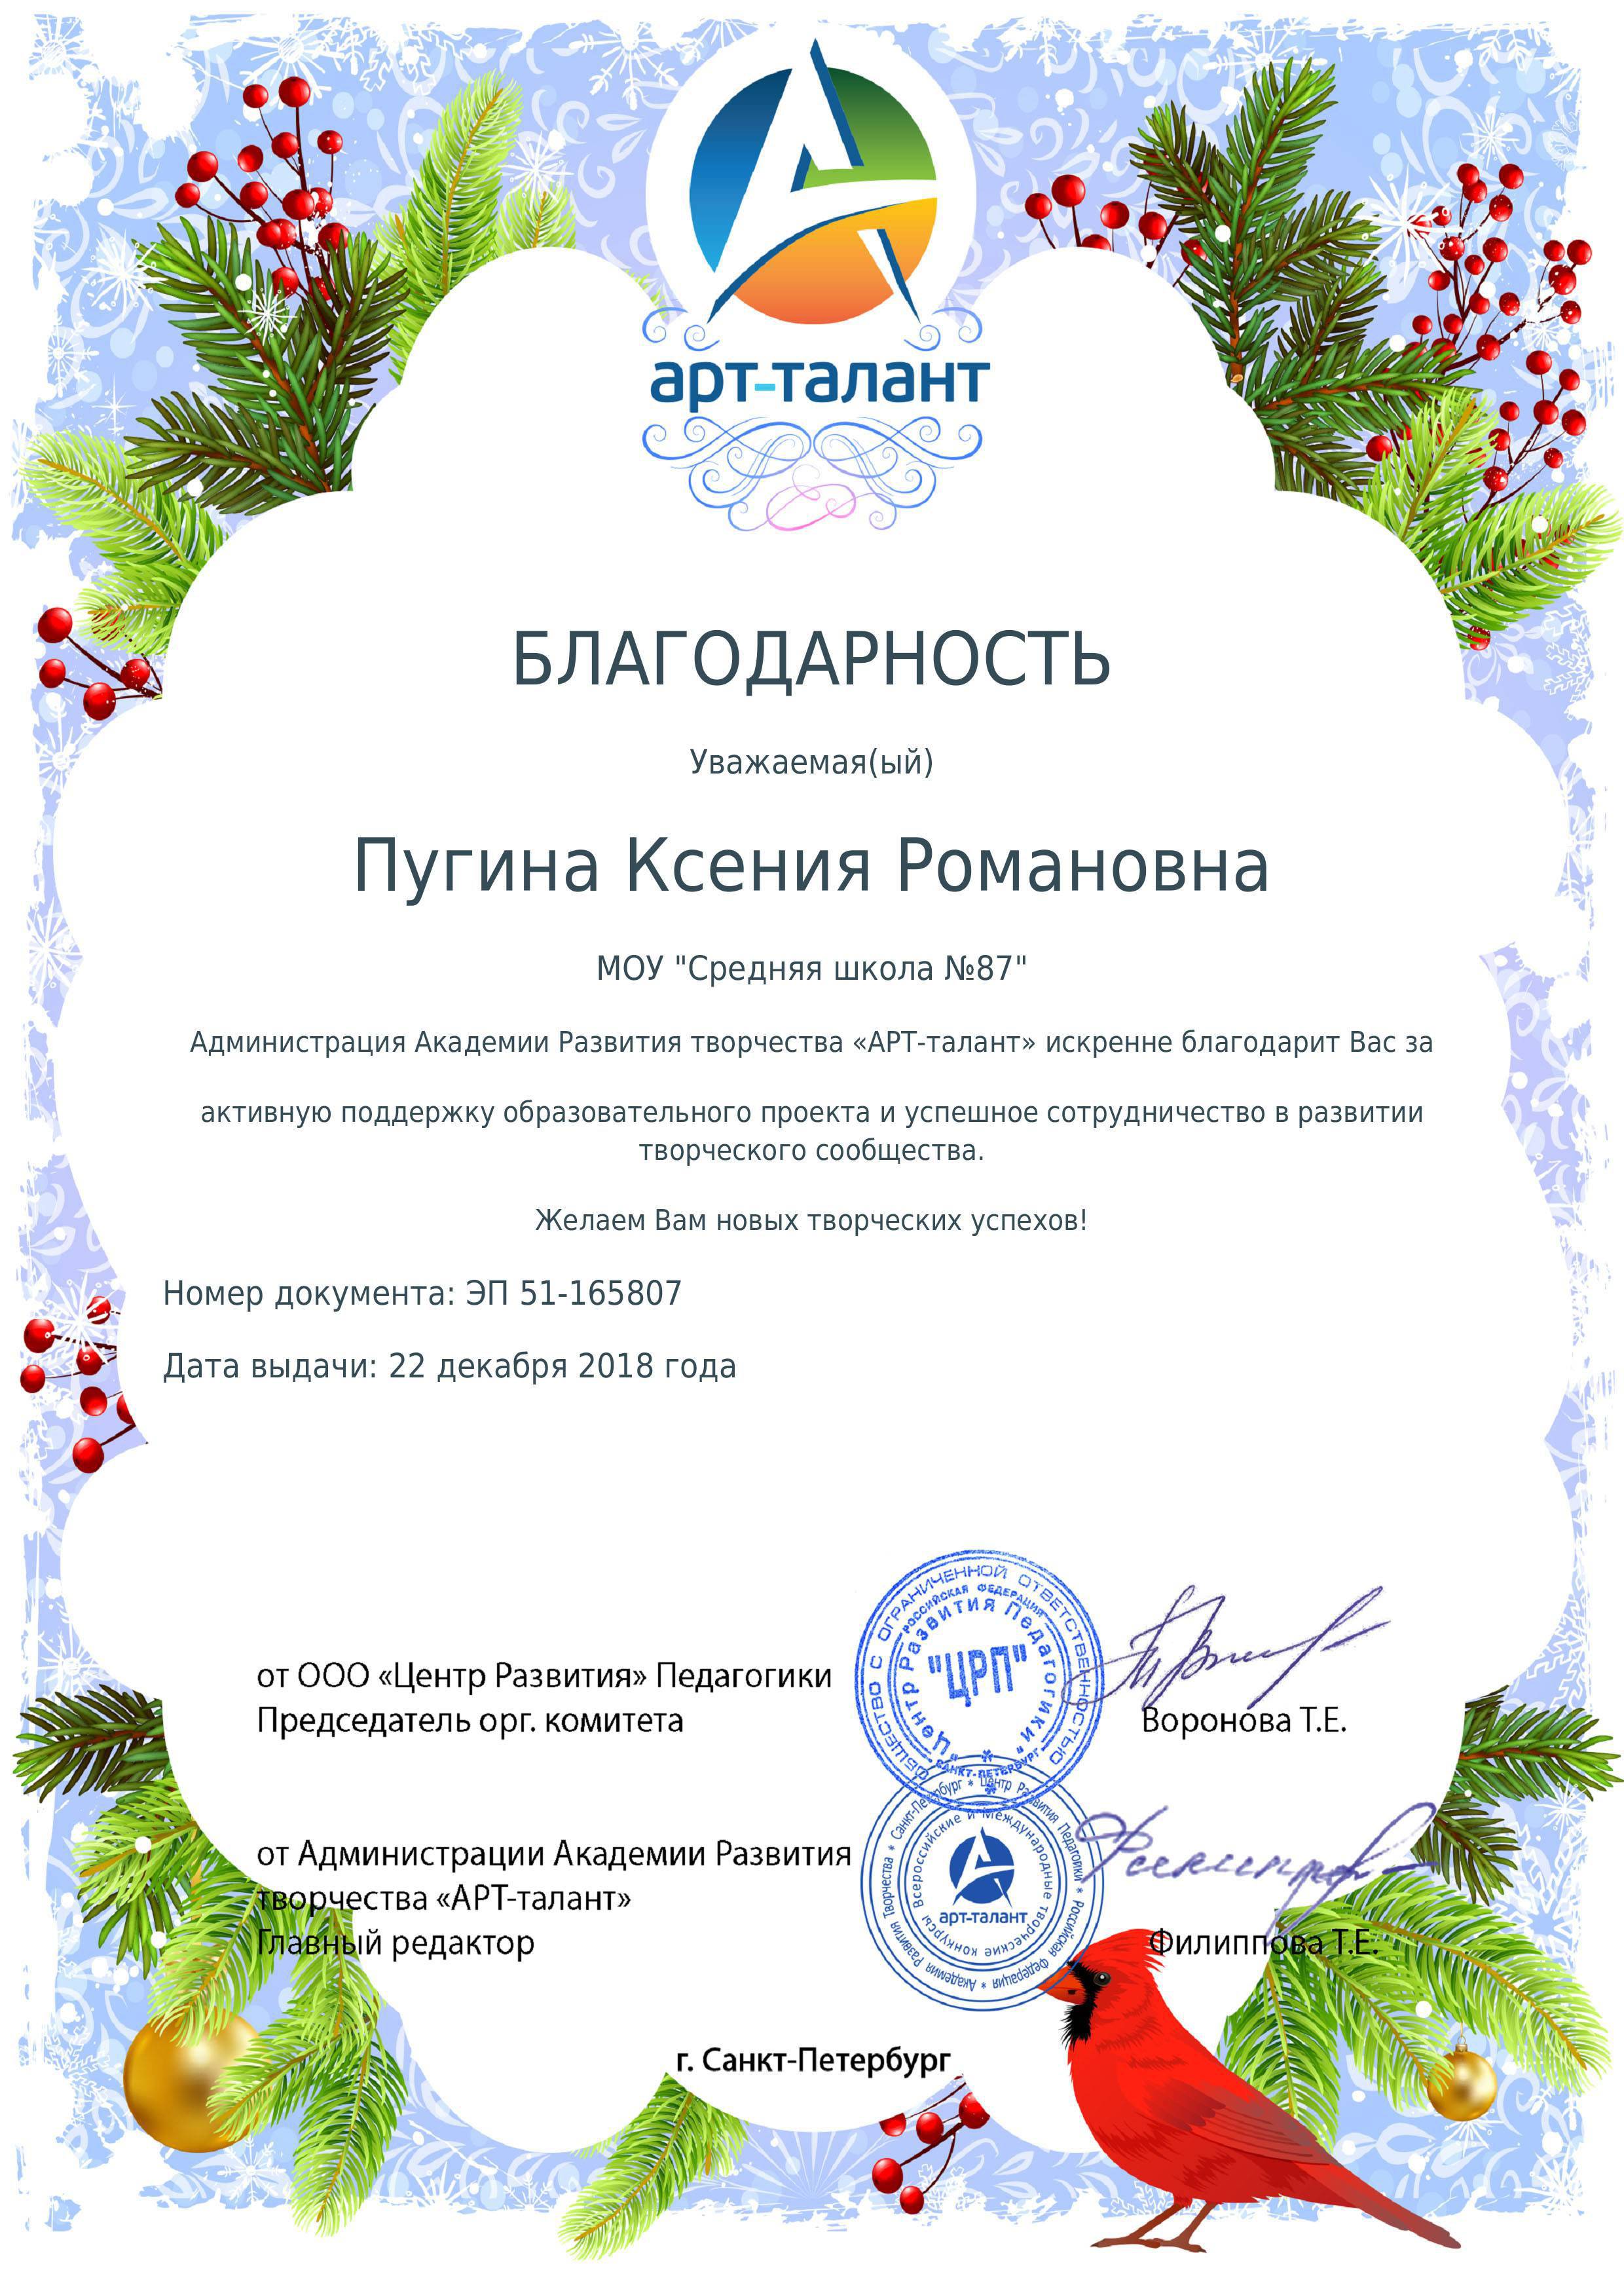 арт-талант
БЛАГОДАРНОСТЬ
Уважаемая(ый)
Пугина Ксения Романовна
МОУ "Средняя школа №87"
Администрация Академии Развития творчества «АРТ-талант» искренне благодарит Вас за
активную поддержку образовательного проекта и успешное сотрудничество в развитии
творческого сообщества.
Желаем Вам новых творческих успехов!
Номер документа: ЭП 51-165807
Дата выдачи: 22 декабря 2018 года
от ООО «Центр Развития» Педагогики
Председатель орг. комитета
ОБЩЕСТВО С ОГРАНИЧЕННОЙ ОТВЕТСТВЕННОСТЬЮ
РОССИЙСКАЯ ФЕДЕРАЦИЯ
"Центр Развития Педагогики"
"ЦРП"
САНКТ-ПЕТЕРБУРГ
Воронова Т.Е.
от Администрации Академии Развития
творчества «АРТ-талант»
Главный редактор
Академия Развития Творчества * Санкт-Петербург * Центр Развития Педагогики * Российская Федерация *
Всероссийские и Международные творческие конкурсы
арт-талант
Филиппова Т.Е.
г. Санкт-Петербург